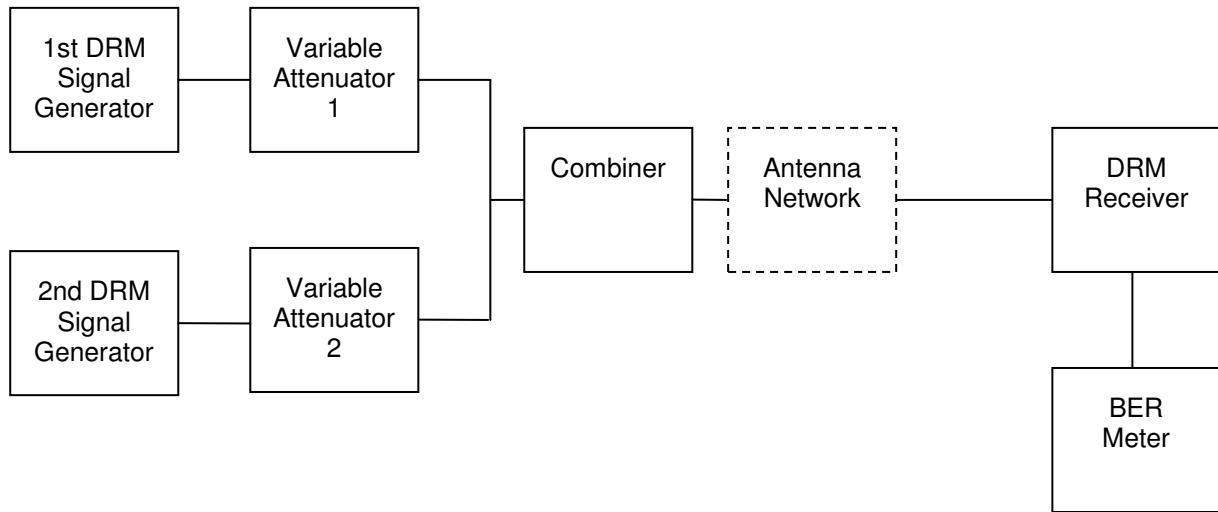 1st DRM
Signal
Generator
Variable
Attenuator
1
Combiner
Antenna
Network
DRM
Receiver
2nd DRM
Signal
Generator
Variable
Attenuator
2
BER
Meter